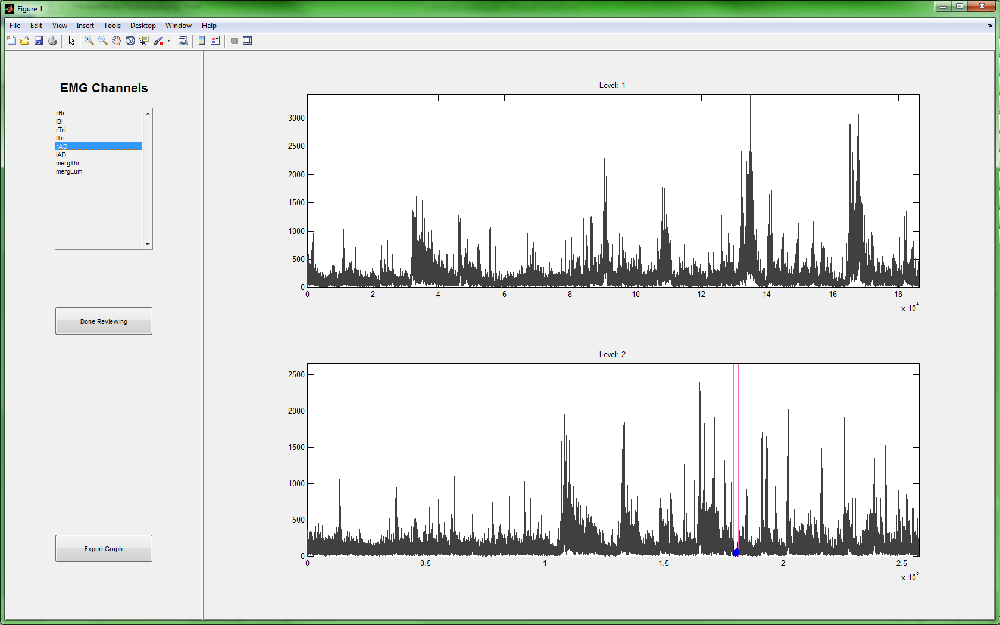 Figure 1
File Edit View Insert Tools Desktop Window Help
EMG Channels
rBi
lBi
rTri
lTri
rAD
lAD
mergThr
mergLum
Done Reviewing
Export Graph
Level: 1
3000
2500
2000
1500
1000
500
0
0 2 4 6 8 10 12 14 16 18
x 10^4
Level: 2
2500
2000
1500
1000
500
0
0 0.5 1 1.5 2 2.5
x 10^5